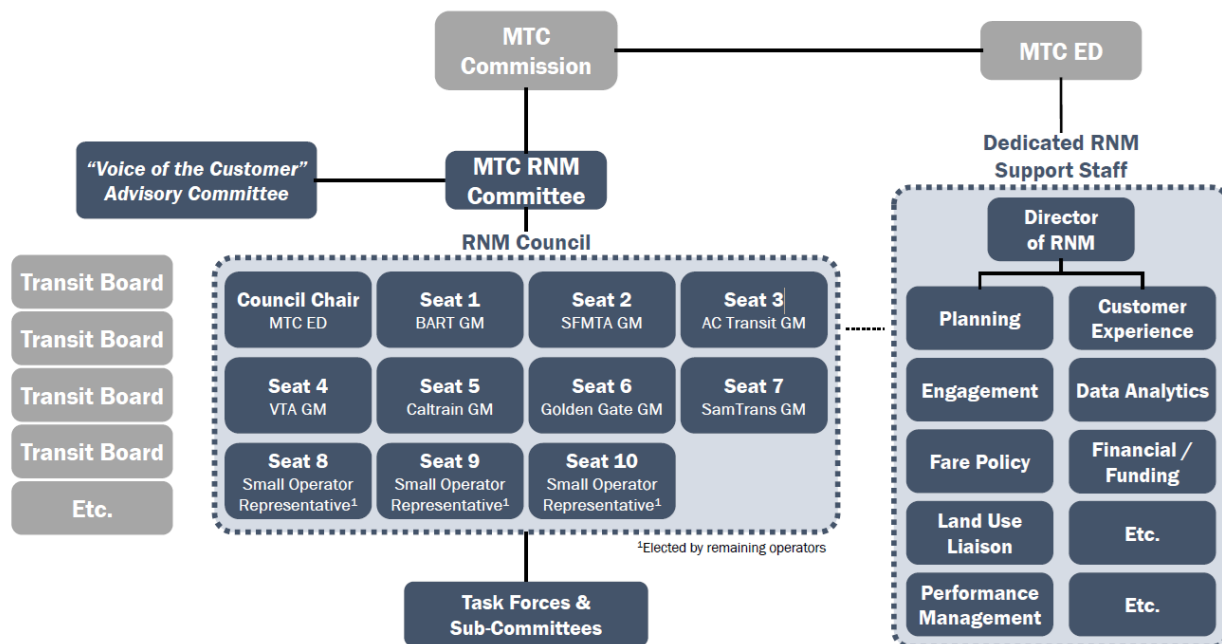 MTC
Commission
MTC ED
“Voice of the Customer”
Advisory Committee
MTC RNM
Committee
Dedicated RNM
Support Staff
RNM Council
Transit Board
Transit Board
Transit Board
Transit Board
Etc.
Council Chair
MTC ED
Seat 1
BART GM
Seat 2
SFMTA GM
Seat 3
AC Transit GM
Seat 4
VTA GM
Seat 5
Caltrain GM
Seat 6
Golden Gate GM
Seat 7
SamTrans GM
Seat 8
Small Operator
Representative¹
Seat 9
Small Operator
Representative¹
Seat 10
Small Operator
Representative¹
¹Elected by remaining operators
Task Forces &
Sub-Committees
Director
of RNM
Planning
Customer
Experience
Engagement
Data Analytics
Fare Policy
Financial /
Funding
Land Use
Liaison
Etc.
Performance
Management
Etc.